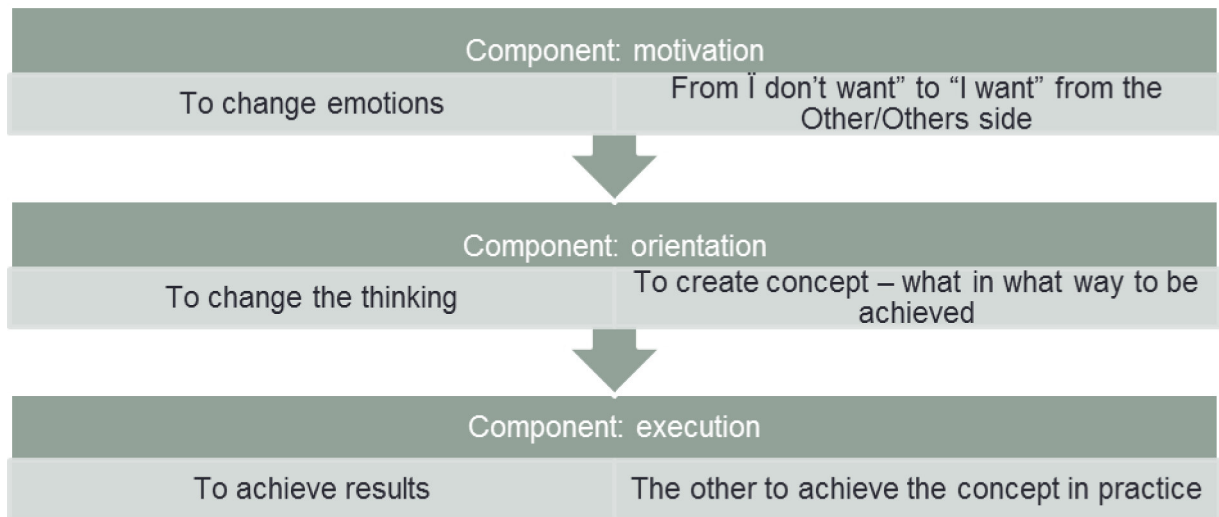 Component: motivation
To change emotions
From Ï don’t want” to “I want” from the
Other/Others side
Component: orientation
To change the thinking
To create concept – what in what way to be
achieved
Component: execution
To achieve results
The other to achieve the concept in practice